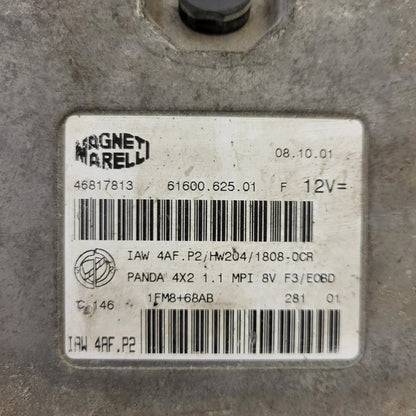 MAGNETI
MARELLI
08.10.01
46817813 61600.625.01 F 12V=
IAW 4AF.P2/HW204/1808-0CR
PANDA 4X2 1.1 MPI 8V F3/EOBD
C 146 1FM8+68AB 281 01
IAW 4AF.P2